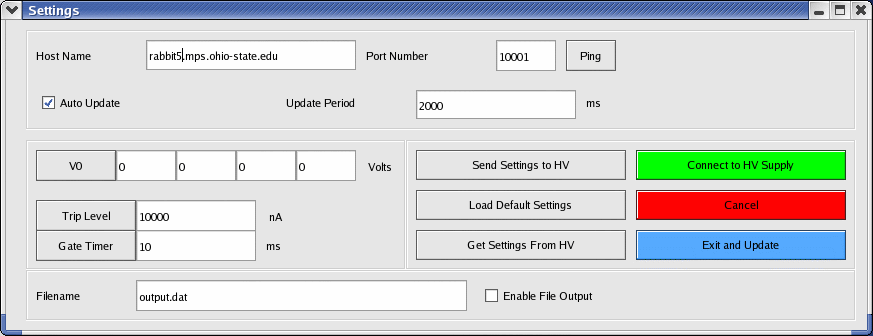 Settings
Host Name rabbit5.mps.ohio-state.edu Port Number 10001 Ping
Auto Update Update Period 2000 ms
V0 0 0 0 0 Volts Send Settings to HV Connect to HV Supply
Trip Level 10000 nA Load Default Settings Cancel
Gate Timer 10 ms Get Settings From HV Exit and Update
Filename output.dat Enable File Output